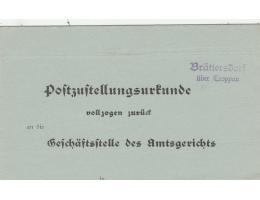 Brättersdorf
über Troppau
Postzustellungsurkunde
vollzogen zurück
an die
Geschäftsstelle des Amtsgerichts